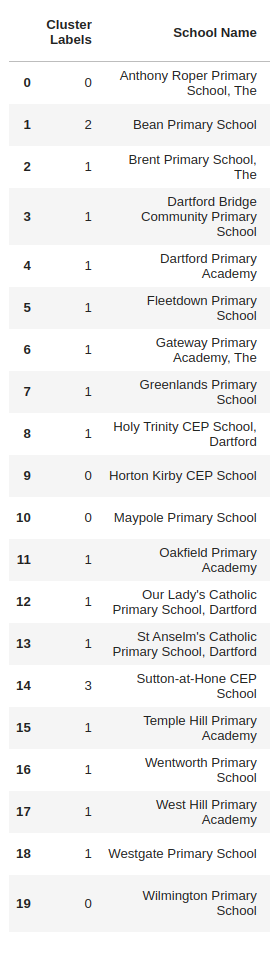 Cluster
Labels School Name
0 0 Anthony Roper Primary
School, The
1 2 Bean Primary School
2 1 Brent Primary School,
The
3 1 Dartford Bridge
Community Primary
School
4 1 Dartford Primary
Academy
5 1 Fleetdown Primary
School
6 1 Gateway Primary
Academy, The
7 1 Greenlands Primary
School
8 1 Holy Trinity CEP School,
Dartford
9 0 Horton Kirby CEP School
10 0 Maypole Primary School
11 1 Oakfield Primary
Academy
12 1 Our Lady's Catholic
Primary School, Dartford
13 1 St Anselm's Catholic
Primary School, Dartford
14 3 Sutton-at-Hone CEP
School
15 1 Temple Hill Primary
Academy
16 1 Wentworth Primary
School
17 1 West Hill Primary
Academy
18 1 Westgate Primary School
19 0 Wilmington Primary
School